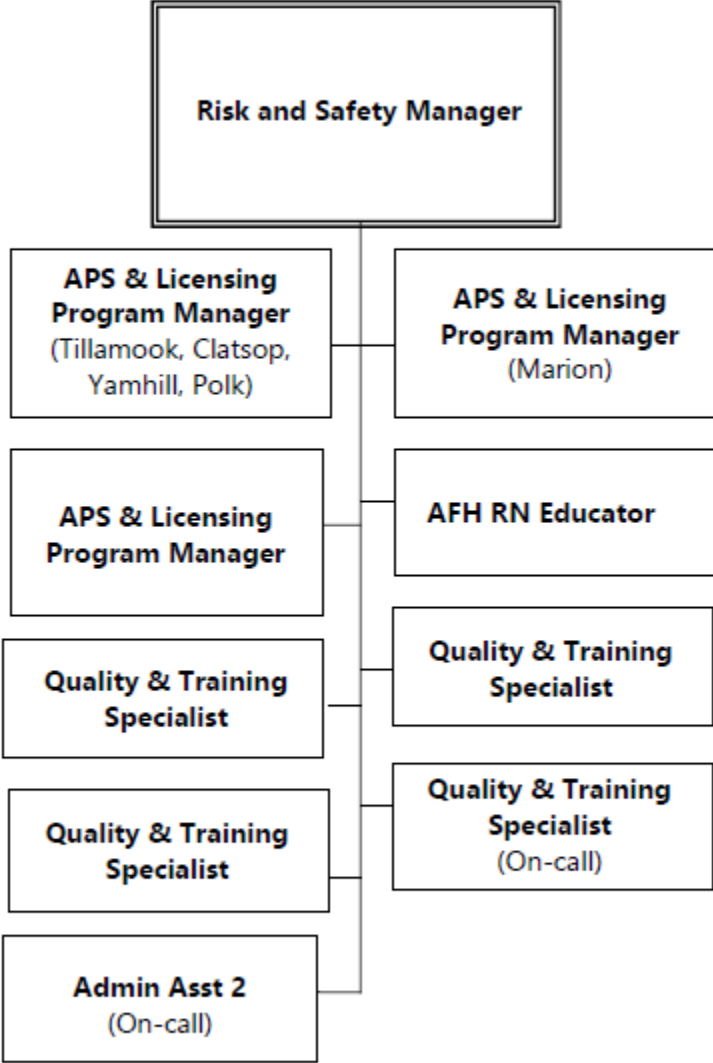 Risk and Safety Manager
APS & Licensing
Program Manager
(Tillamook, Clatsop,
Yamhill, Polk)
APS & Licensing
Program Manager
(Marion)
APS & Licensing
Program Manager
AFH RN Educator
Quality & Training
Specialist
Quality & Training
Specialist
Quality & Training
Specialist
Quality & Training
Specialist
(On-call)
Admin Asst 2
(On-call)